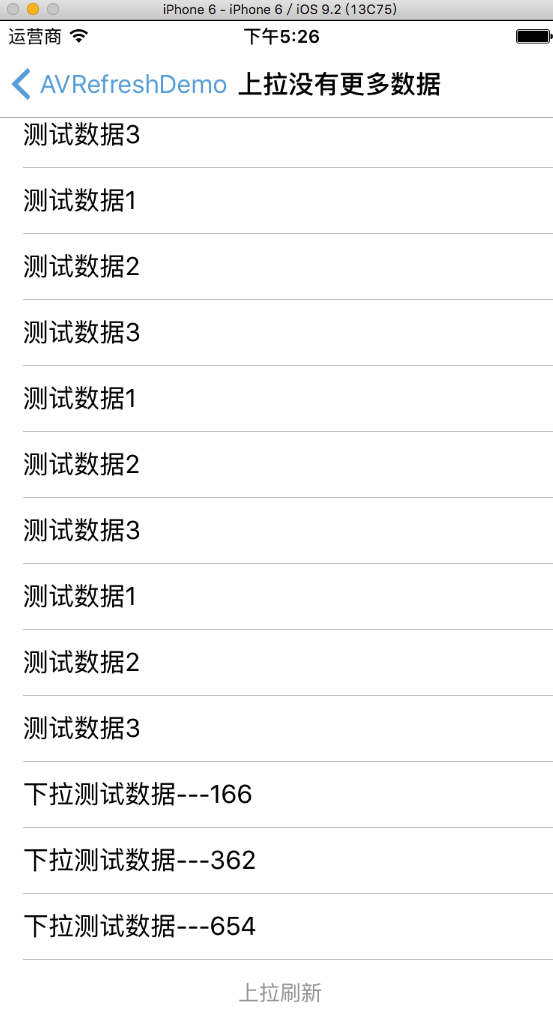 iPhone 6 - iPhone 6 / iOS 9.2 (13C75)
运营商 下午5:26
AVRefreshDemo 上拉没有更多数据
测试数据3
测试数据1
测试数据2
测试数据3
测试数据1
测试数据2
测试数据3
测试数据1
测试数据2
测试数据3
下拉测试数据---166
下拉测试数据---362
下拉测试数据---654
上拉刷新